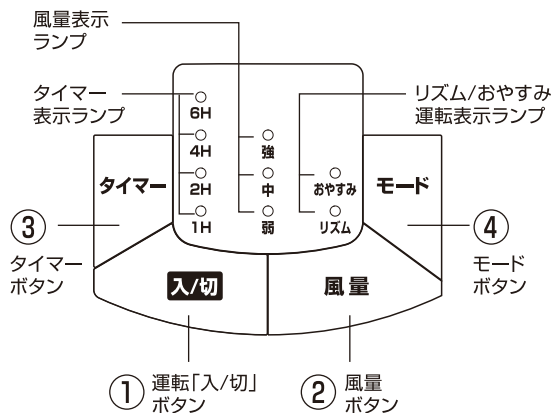 風量表示
ランプ
タイマー
表示ランプ
リズム/おやすみ
運転表示ランプ
6H
4H
強
2H
中
おやすみ
1H
弱
リズム
タイマー
モード
③
タイマー
ボタン
④
モード
ボタン
入/切
風量
① 運転「入/切」
ボタン
② 風量
ボタン